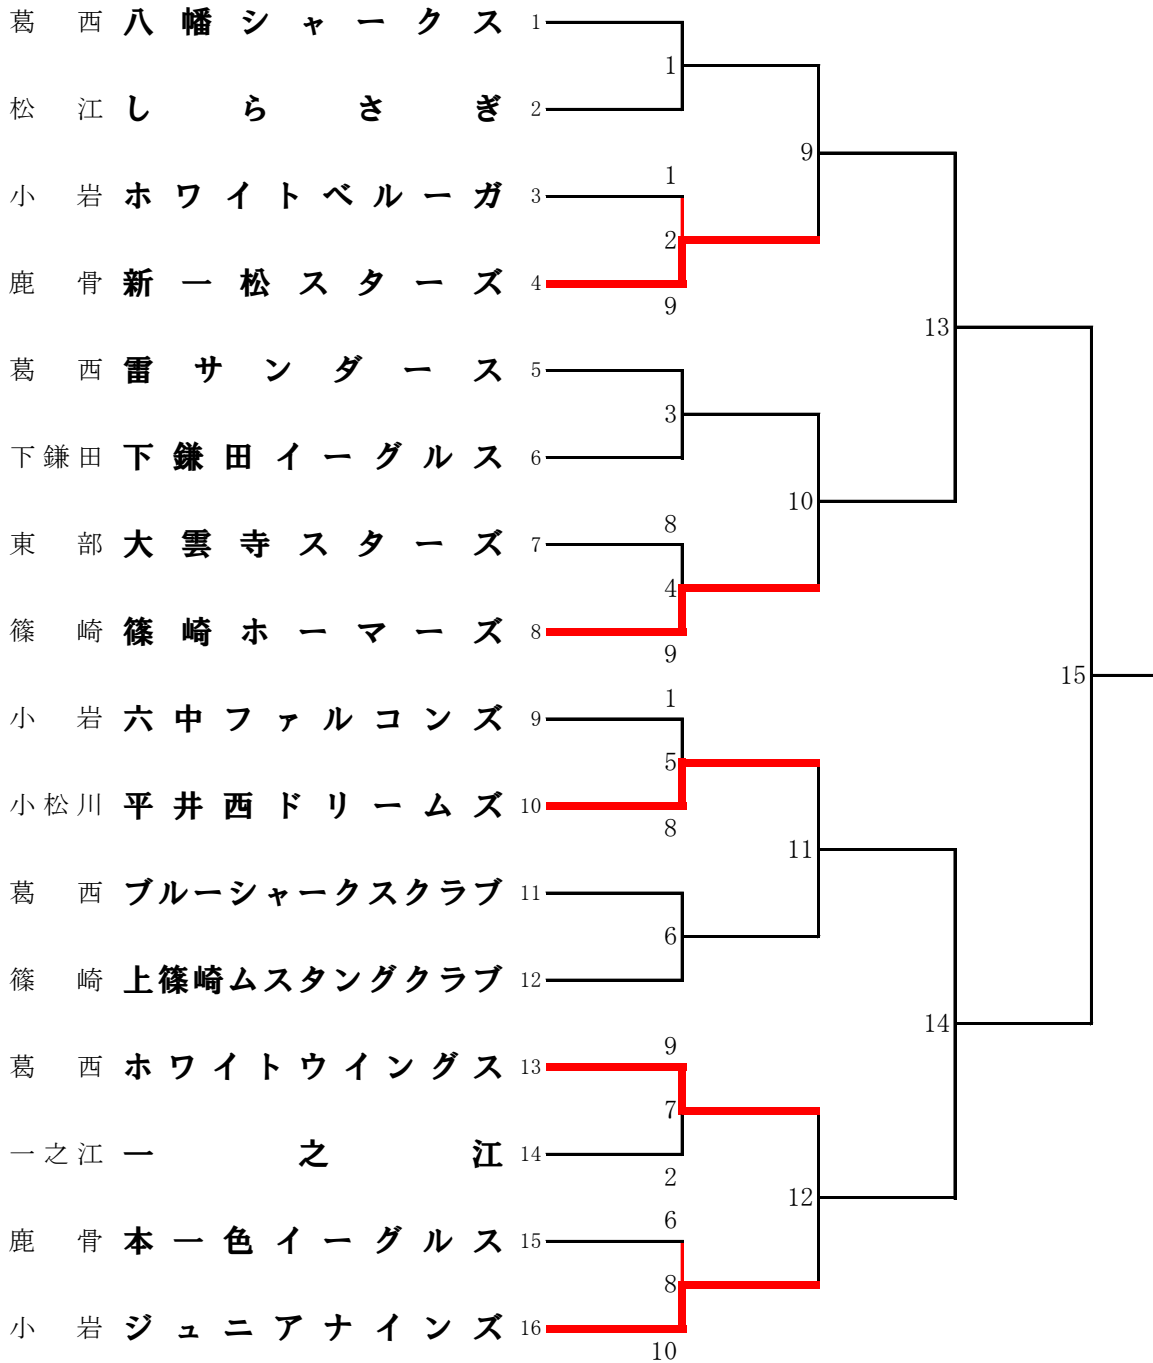 葛西 八幡シャークス 1
1
松江 しらさぎ 2
9
1
小岩 ホワイトベルーガ 3
2
鹿骨 新一松スターズ 4
9
13
葛西 雷サンダース 5
3
下鎌田 下鎌田イーグルス 6
10
8
東部 大雲寺スターズ 7
4
篠崎 篠崎ホーマーズ 8
9
15
1
小岩 六中ファルコンズ 9
5
小松川 平井西ドリームズ 10
8
11
葛西 ブルーシャークスクラブ 11
6
篠崎 上篠崎ムスタングクラブ 12
14
9
葛西 ホワイトウイングス 13
7
一之江 一之江 14
2
12
6
鹿骨 本一色イーグルス 15
8
小岩 ジュニアナインズ 16
10